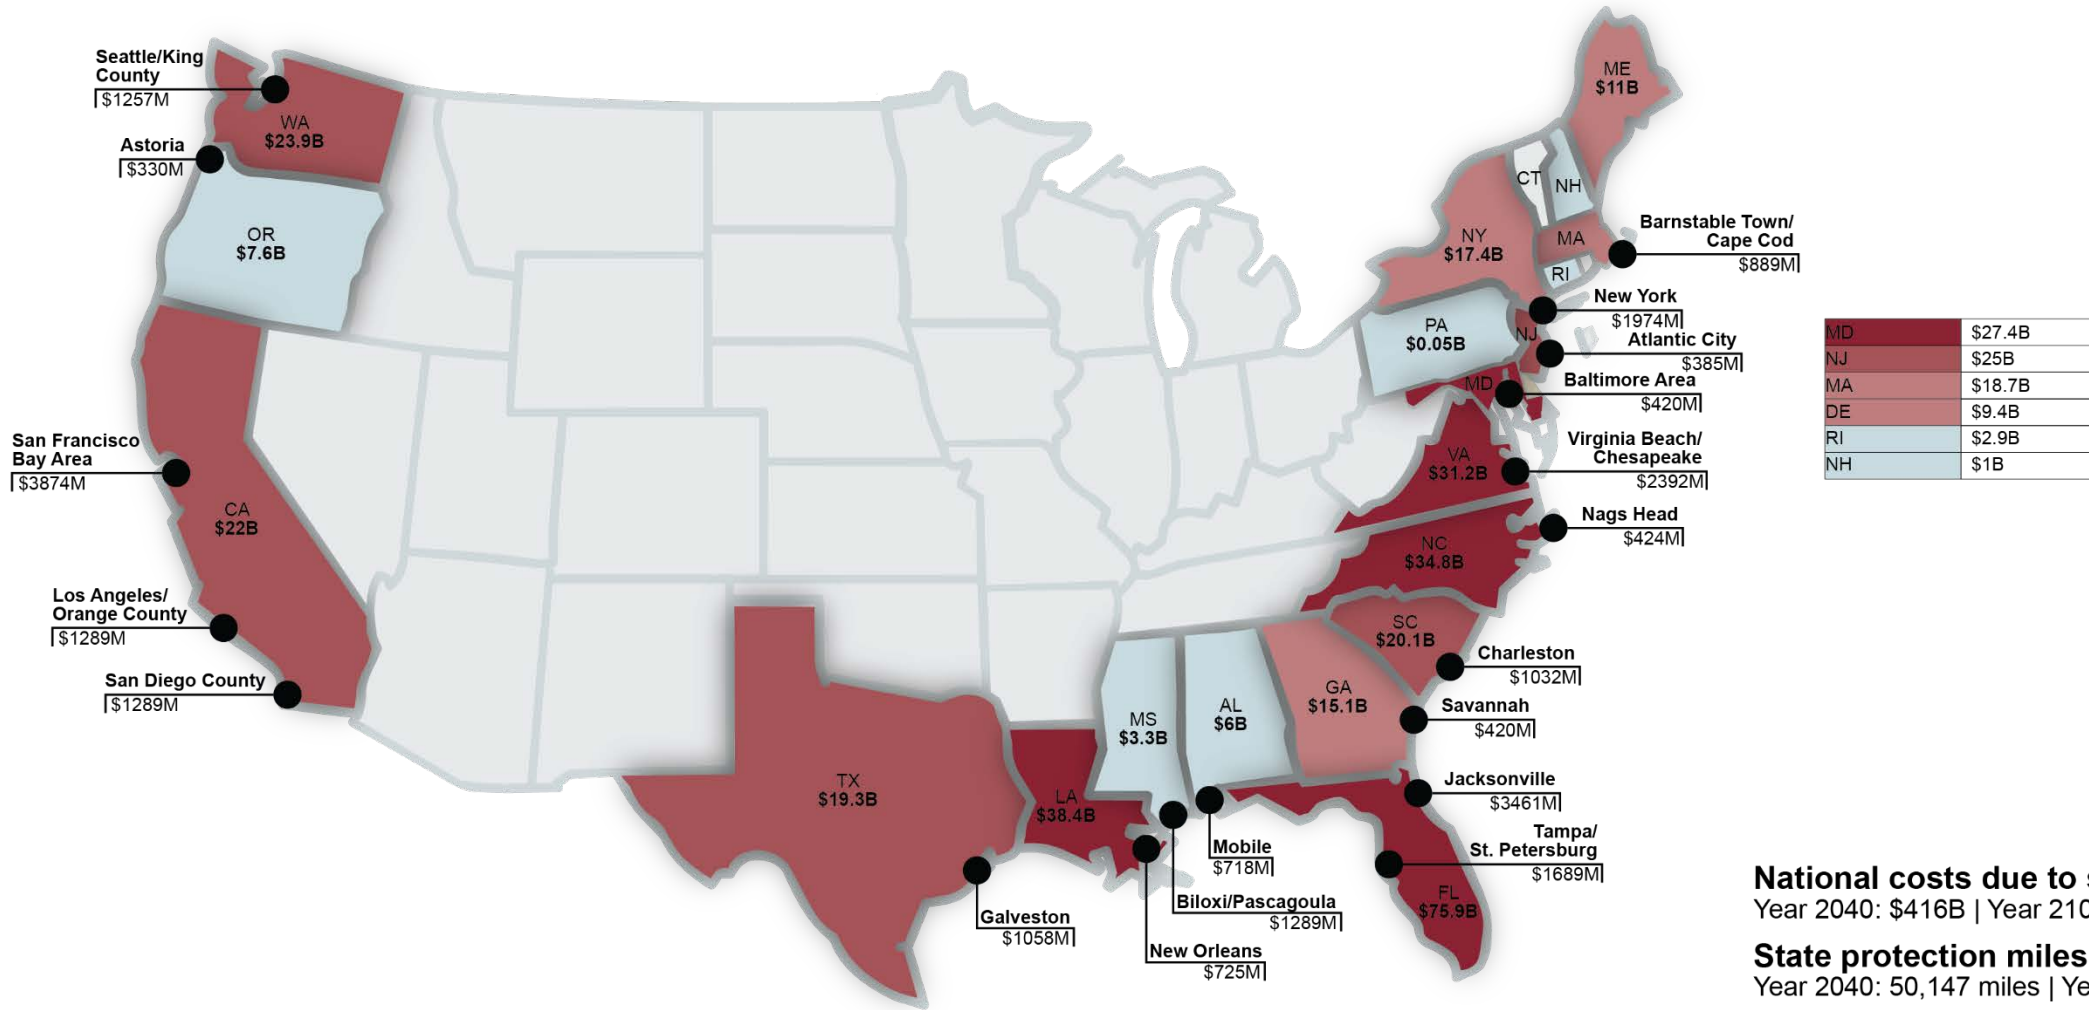 Seattle/King
County
$1257M
WA
$23.9B
Astoria
$330M
OR
$7.6B
San Francisco
Bay Area
$3874M
CA
$22B
Los Angeles/
Orange County
$1289M
San Diego County
$1289M
TX
$19.3B
Galveston
$1058M
LA
$38.4B
New Orleans
$725M
MS
$3.3B
Biloxi/Pascagoula
$1289M
AL
$6B
Mobile
$718M
GA
$15.1B
FL
$75.9B
Tampa/
St. Petersburg
$1689M
Jacksonville
$3461M
Savannah
$420M
SC
$20.1B
Charleston
$1032M
NC
$34.8B
Nags Head
$424M
VA
$31.2B
Virginia Beach/
Chesapeake
$2392M
MD
Baltimore Area
$420M
NJ
Atlantic City
$385M
PA
$0.05B
New York
$1974M
NY
$17.4B
RI
MA
Barnstable Town/
Cape Cod
$889M
CT
NH
ME
$11B
MD $27.4B
NJ $25B
MA $18.7B
DE $9.4B
RI $2.9B
NH $1B
National costs due to s
Year 2040: $416B | Year 210
State protection miles
Year 2040: 50,147 miles | Ye